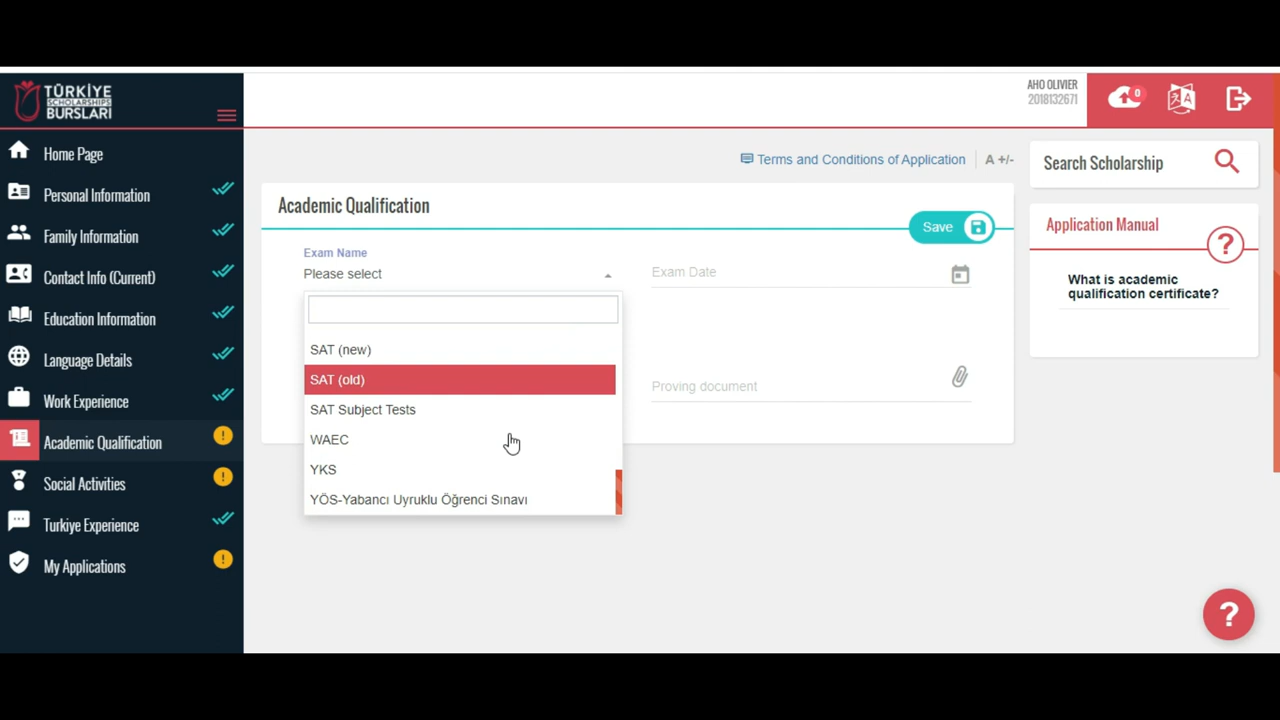 TÜRKİYE
SCHOLARSHIPS
BURSLARI
AHO OLIVIER
2018132671
0
A
Home Page
Personal Information
Family Information
Contact Info (Current)
Education Information
Language Details
Work Experience
Academic Qualification
!
Social Activities
!
Turkiye Experience
My Applications
!
Terms and Conditions of Application
A +/-
Academic Qualification
Save
Exam Name
Please select
Exam Date
SAT (new)
SAT (old)
SAT Subject Tests
WAEC
YKS
YÖS-Yabancı Uyruklu Öğrenci Sınavı
Proving document
Search Scholarship
Application Manual
?
What is academic
qualification certificate?
?